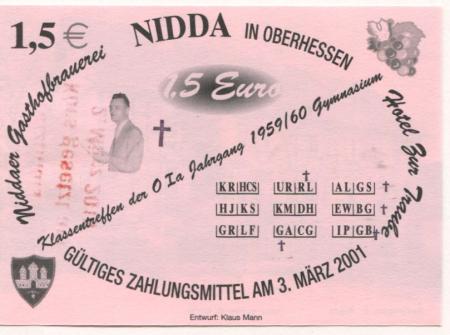 1,5 €
NIDDA IN OBERHESSEN
1,5 Euro
Niddaer Gasthofbrauerei
Hotel Zur Traube
Klassentreffen der O Ia Jahrgang 1959/60 Gymnasium
KR|HCS UR|RL AL|GS
HJ|KS KM|DH EW|BG
GR|LF GA|CG IP|GB
GÜLTIGES ZAHLUNGSMITTEL AM 3. MÄRZ 2001
Entwurf: Klaus Mann